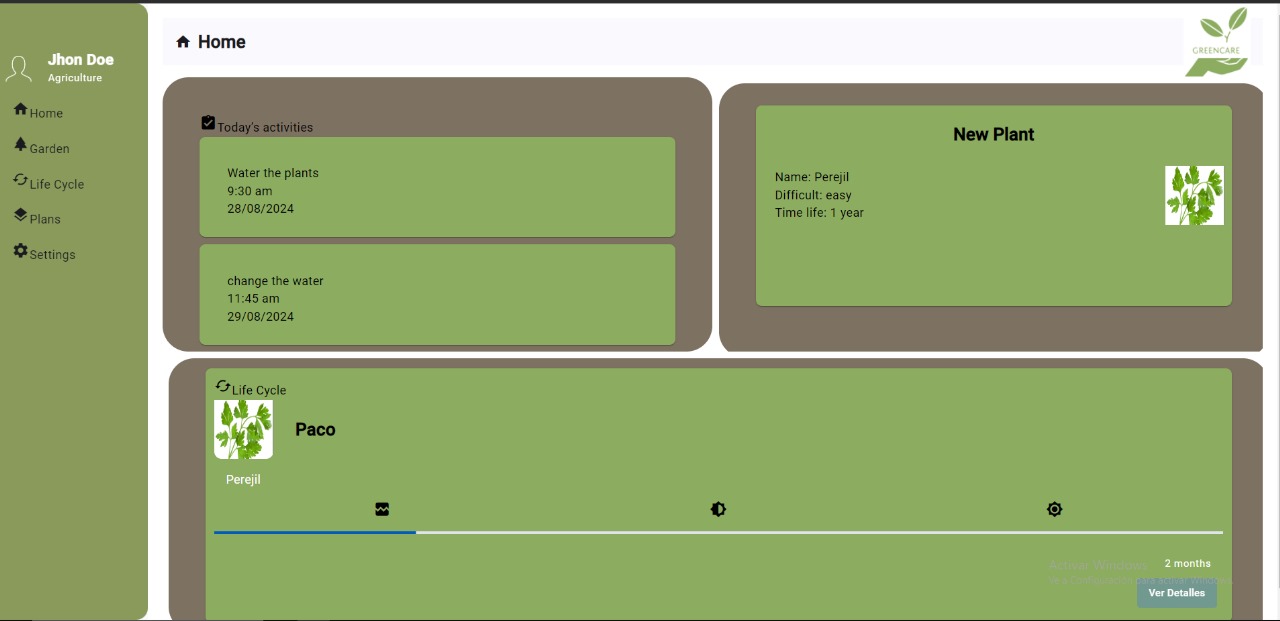 Jhon Doe
Agriculture
Home
Garden
Life Cycle
Plans
Settings
Home
GREENCARE
Today's activities
Water the plants
9:30 am
28/08/2024
change the water
11:45 am
29/08/2024
New Plant
Name: Perejil
Difficult: easy
Time life: 1 year
Life Cycle
Paco
Perejil
2 months
Activar Windows
Ve a Configuración para activar Windows.
Ver Detalles